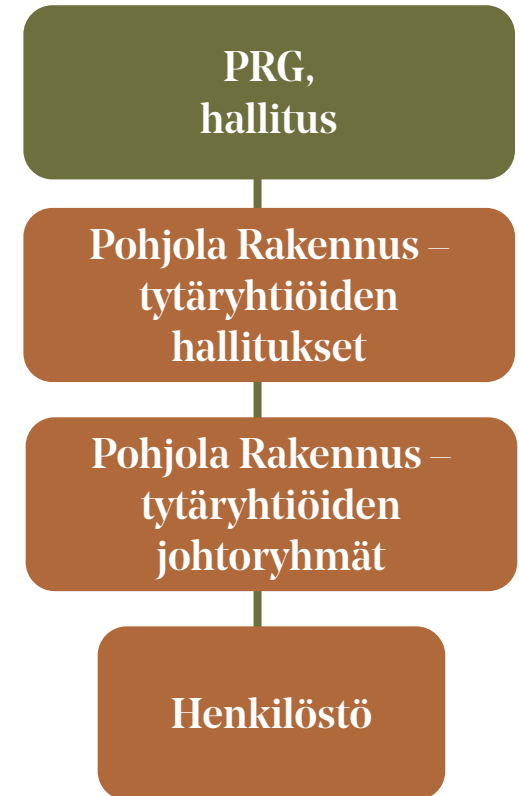 PRG,
hallitus
Pohjola Rakennus –
tytäryhtiöiden
hallitukset
Pohjola Rakennus –
tytäryhtiöiden
johtoryhmät
Henkilöstö